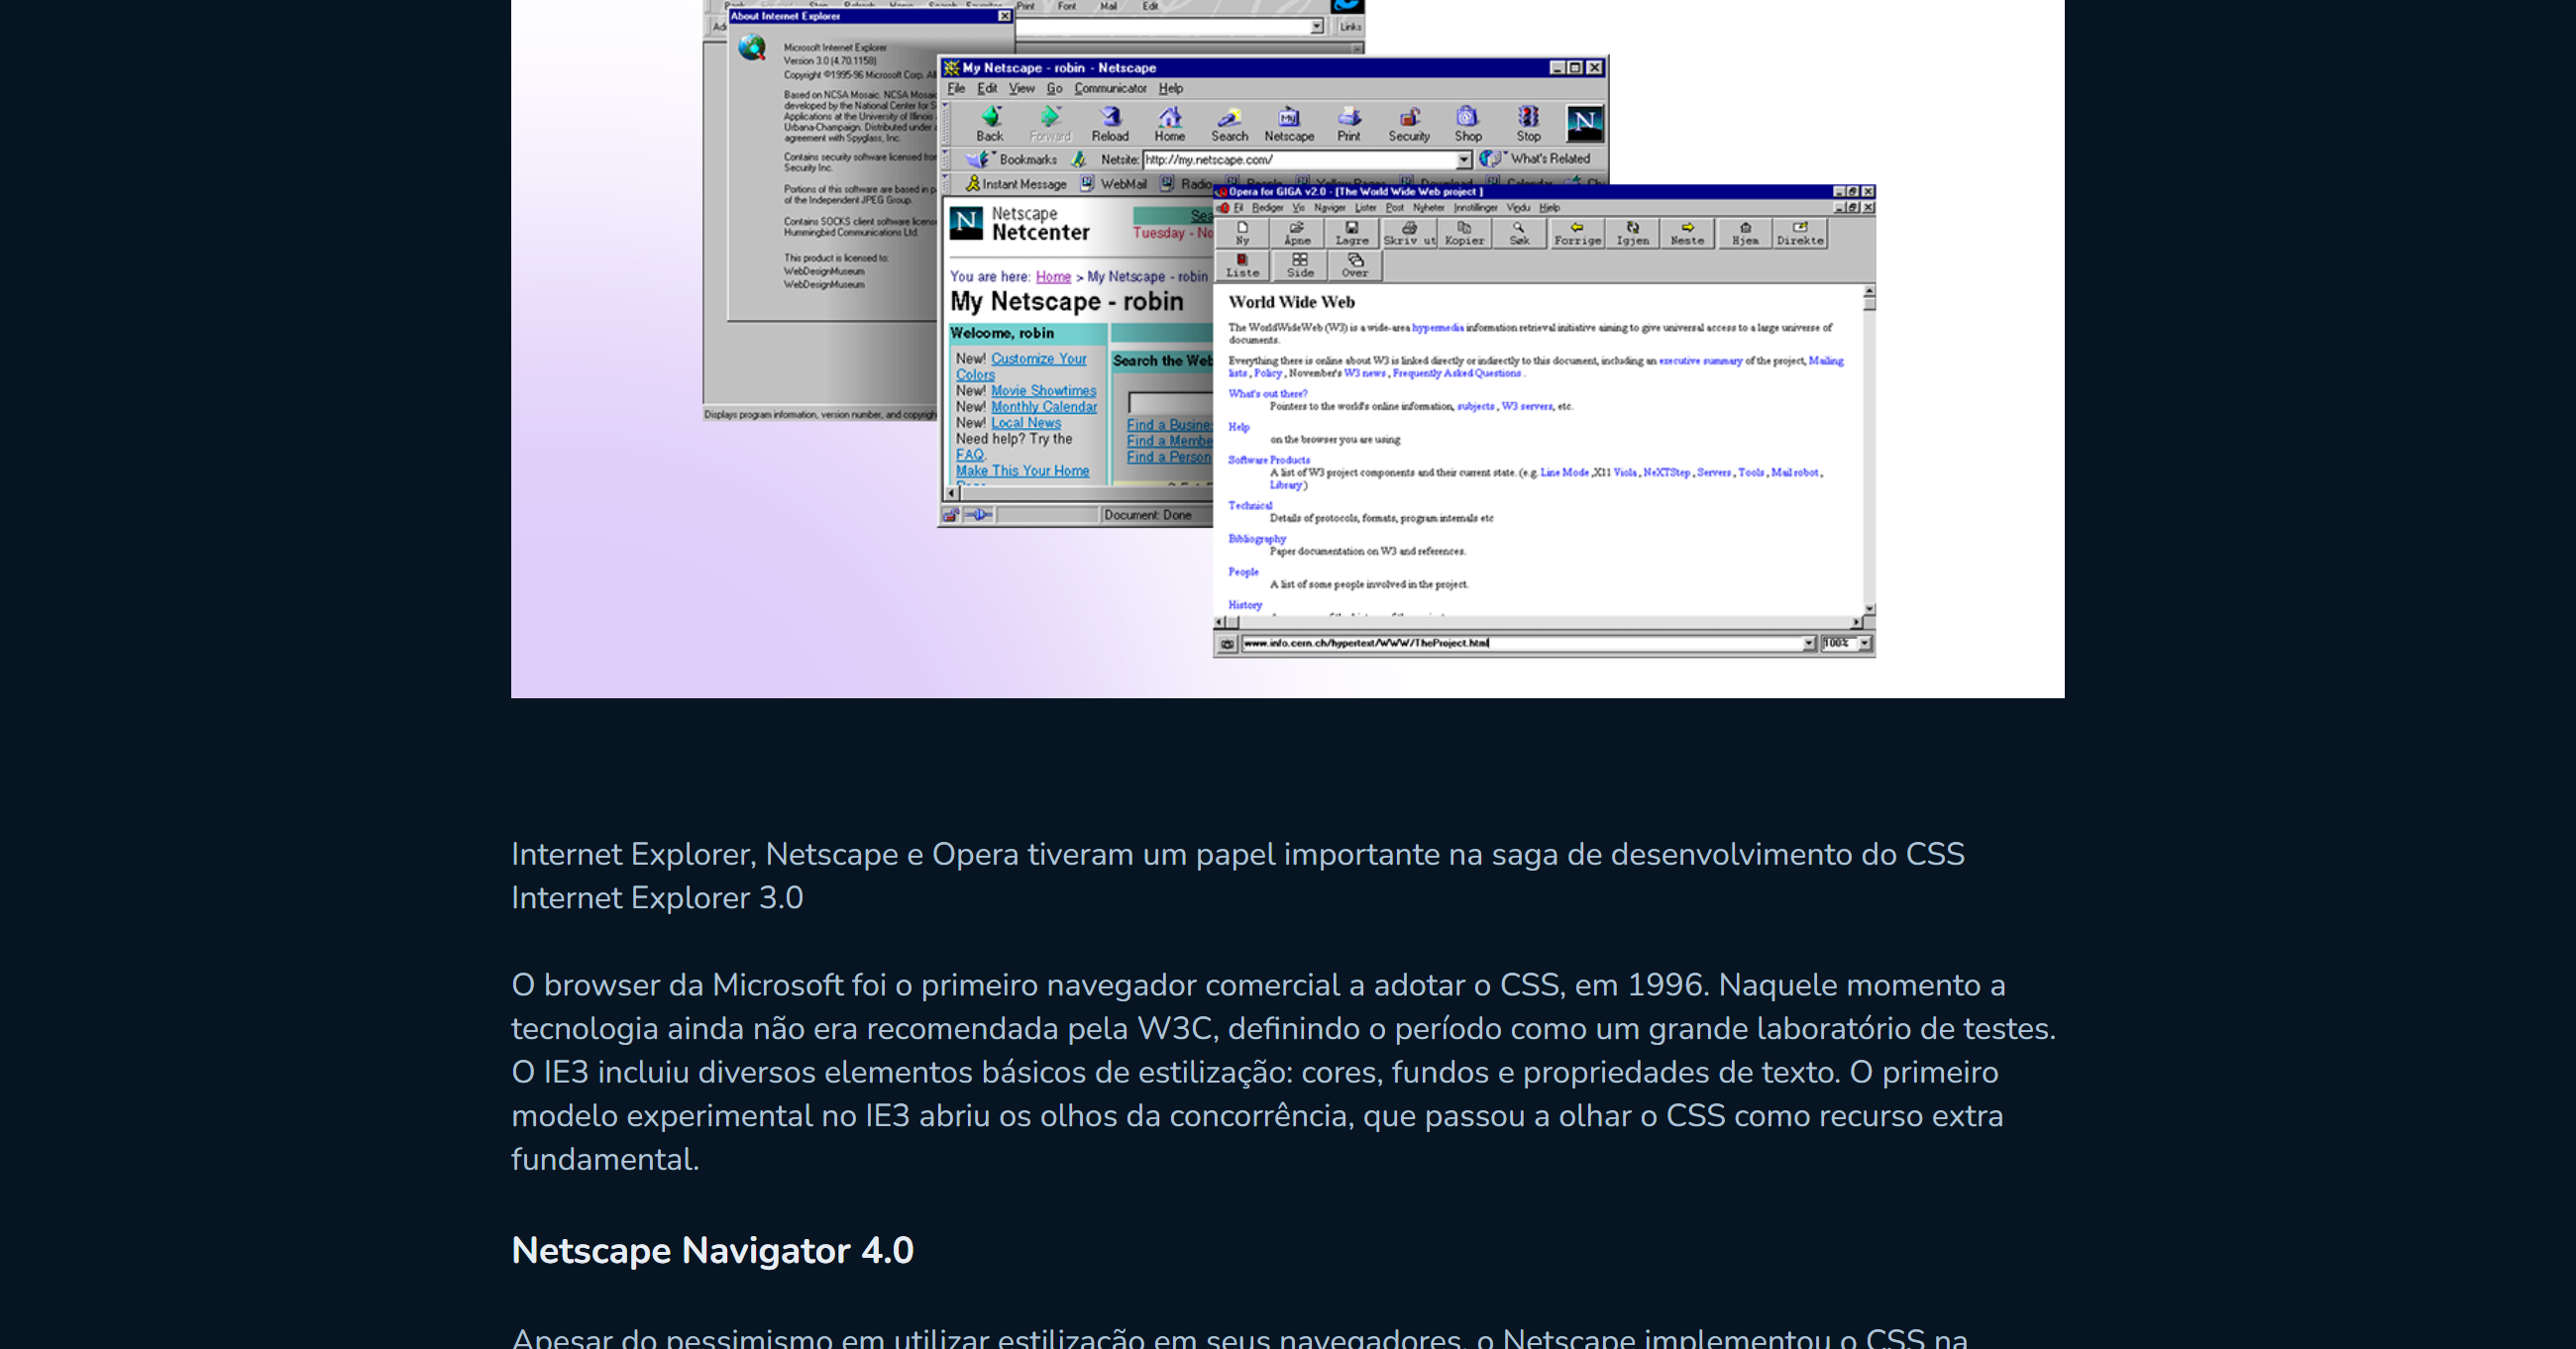 Print Font Mail Edit
Links
About Internet Explorer
Microsoft Internet Explorer
Version 3.0 (4.70.1158)
Copyright ©1995-96 Microsoft Corp.
Based on NCSA Mosaic. NCSA Mosaic
developed by the National Center for
Applications at the University of Illinois
Urbana-Champaign. Distributed under
agreement with Spyglass, Inc.
Contains security software licensed
Security Inc.
Portions of this software are based in
of the Independent JPEG Group.
Contains SOCKS client software
Hummingbird Communications Ltd.
This product is licensed to:
WebDesignMuseum
WebDesignMuseum
Displays program information, version number, and
My Netscape - robin - Netscape
File Edit View Go Communicator Help
Back Forward Reload Home Search Netscape Print Security Shop Stop
Bookmarks Netsite: http://my.netscape.com/ What's Related
Instant Message WebMail Radio
Netscape
Netcenter
Tuesday
You are here: Home > My Netscape - robin
My Netscape - robin
Welcome, robin
New! Customize Your
Colors
New! Movie Showtimes
New! Monthly Calendar
New! Local News
Need help? Try the
FAQ.
Make This Your Home
Search the Web
Find a
Find a
Find a Person
Document: Done
Opera for GIGA v2.0 - [The World Wide Web project ]
Fil Rediger Vis Naviger Lister Post Nyheter Innstillinger Vindu Hjelp
Ny Åpne Lagre Skriv ut Kopier Søk Forrige Igjen Neste Hjem Direkte
Liste Side Over
World Wide Web
The WorldWideWeb (W3) is a wide-area hypermedia information retrieval initiative aiming to give universal access to a large universe of
documents.
Everything there is online about W3 is linked directly or indirectly to this document, including an executive summary of the project, Mailing
lists , Policy , November's W3 news , Frequently Asked Questions .
What's out there?
Pointers to the world's online information, subjects , W3 servers, etc.
Help
on the browser you are using
Software Products
A list of W3 project components and their current state. (e.g. Line Mode ,X11 Viola , NeXTStep , Servers , Tools , Mail robot ,
Library )
Technical
Details of protocols, formats, program internals etc
Bibliography
Paper documentation on W3 and references.
People
A list of some people involved in the project.
History
www.info.cern.ch/hypertext/WWW/TheProject.html 100%
Internet Explorer, Netscape e Opera tiveram um papel importante na saga de desenvolvimento do CSS
Internet Explorer 3.0
O browser da Microsoft foi o primeiro navegador comercial a adotar o CSS, em 1996. Naquele momento a
tecnologia ainda não era recomendada pela W3C, definindo o período como um grande laboratório de testes.
O IE3 incluiu diversos elementos básicos de estilização: cores, fundos e propriedades de texto. O primeiro
modelo experimental no IE3 abriu os olhos da concorrência, que passou a olhar o CSS como recurso extra
fundamental.
Netscape Navigator 4.0
Apesar do pessimismo em utilizar estilização em seus navegadores, o Netscape implementou o CSS na